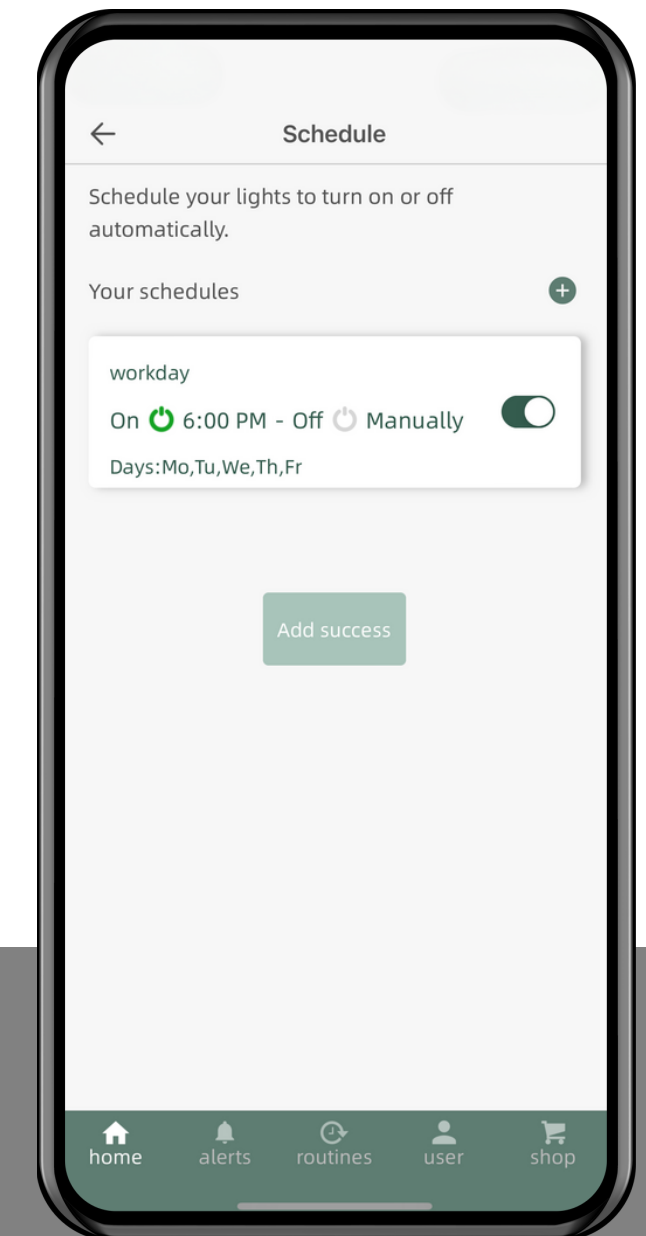 Schedule
Schedule your lights to turn on or off
automatically.
Your schedules
workday
On 6:00 PM - Off Manually
Days:Mo,Tu,We,Th,Fr
Add success
home alerts routines user shop